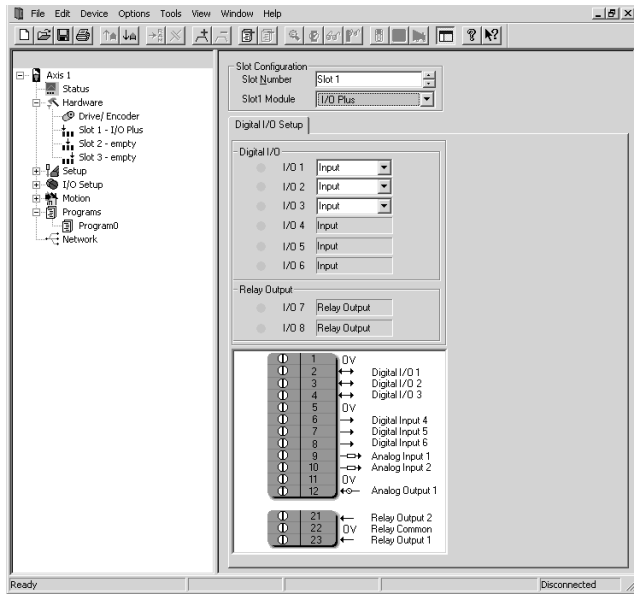 File Edit Device Options Tools View Window Help
Axis 1
Status
Hardware
Drive/ Encoder
Slot 1 - I/O Plus
Slot 2 - empty
Slot 3 - empty
Setup
I/O Setup
Motion
Programs
Program0
Network
Slot Configuration
Slot Number Slot 1
Slot1 Module I/O Plus
Digital I/O Setup
Digital I/O
I/O 1 Input
I/O 2 Input
I/O 3 Input
I/O 4 Input
I/O 5 Input
I/O 6 Input
Relay Output
I/O 7 Relay Output
I/O 8 Relay Output
1 0V
2 Digital I/O 1
3 Digital I/O 2
4 Digital I/O 3
5 0V
6 Digital Input 4
7 Digital Input 5
8 Digital Input 6
9 Analog Input 1
10 Analog Input 2
11 0V
12 Analog Output 1
21 Relay Output 2
22 0V Relay Common
23 Relay Output 1
Ready Disconnected